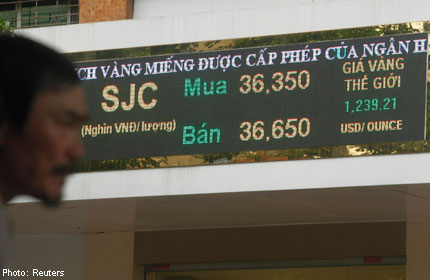 ỊCH VÀNG MIẾNG ĐƯỢC CẤP PHÉP CỦA NGÂN H
SJC
(Nghìn VNĐ/lượng)
Mua 36,350
Bán 36,650
GIÁ VÀNG
THẾ GIỚI
1,239.21
USD/ OUNCE
Photo: Reuters